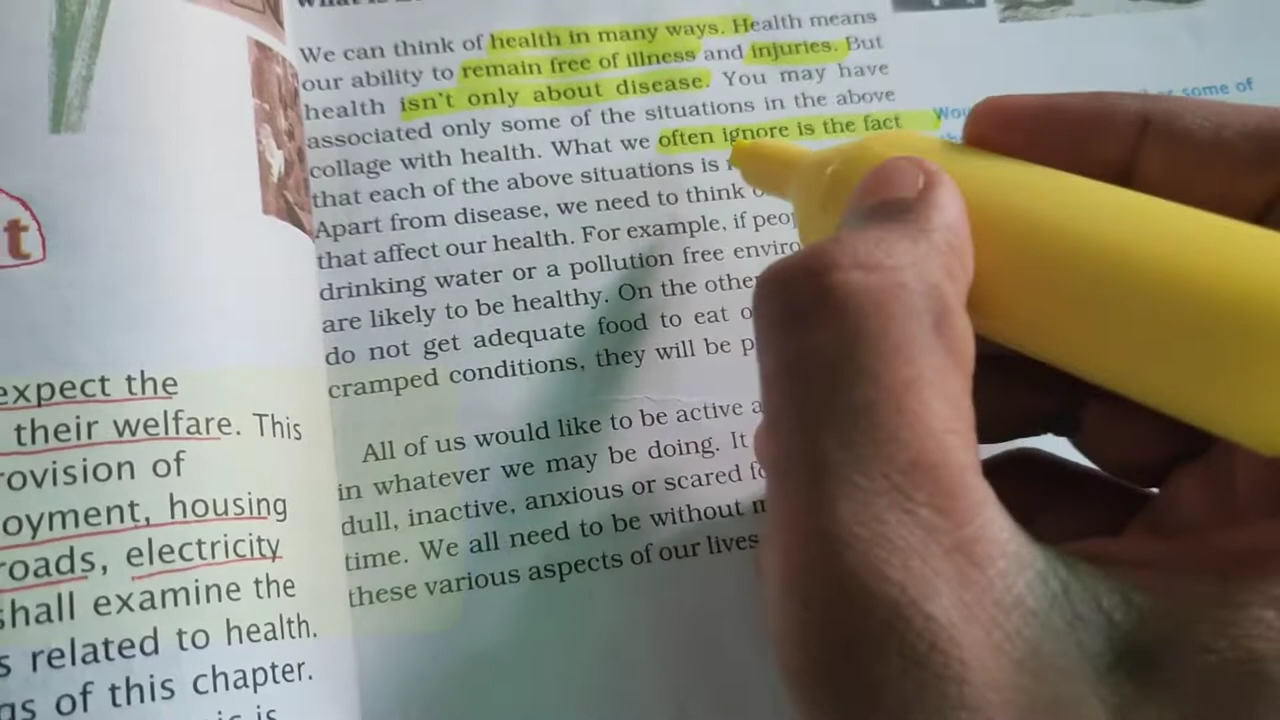 t
expect the
their welfare. This
rovision of
oyment, housing
roads, electricity
shall examine the
s related to health.
gs of this chapter.
is
We can think of health in many ways. Health means
our ability to remain free of illness and injuries. But
health isn't only about disease. You may have
associated only some of the situations in the above
collage with health. What we often ignore is the fact
that each of the above situations is
Apart from disease, we need to think
that affect our health. For example, if peop
drinking water or a pollution free enviro
are likely to be healthy. On the other
do not get adequate food to eat o
cramped conditions, they will be p
All of us would like to be active a
in whatever we may be doing. It
dull, inactive, anxious or scared fo
time. We all need to be without m
these various aspects of our lives
some of